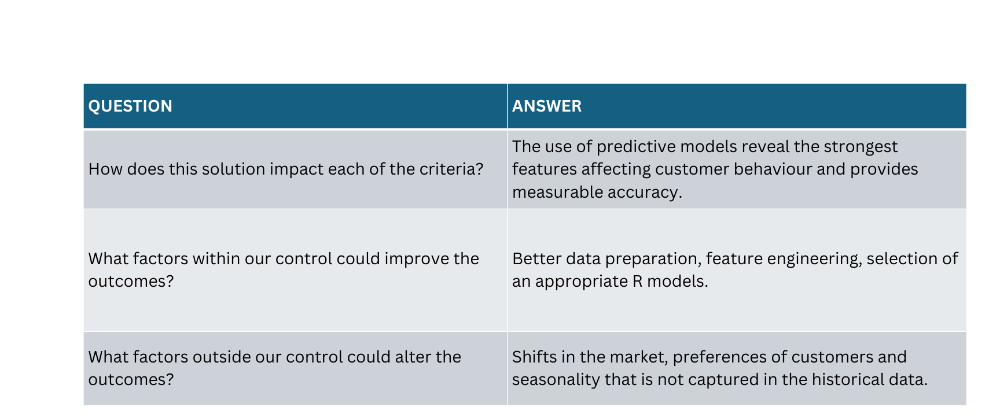 QUESTION
ANSWER
How does this solution impact each of the criteria?
The use of predictive models reveal the strongest
features affecting customer behaviour and provides
measurable accuracy.
What factors within our control could improve the
outcomes?
Better data preparation, feature engineering, selection of
an appropriate R models.
What factors outside our control could alter the
outcomes?
Shifts in the market, preferences of customers and
seasonality that is not captured in the historical data.